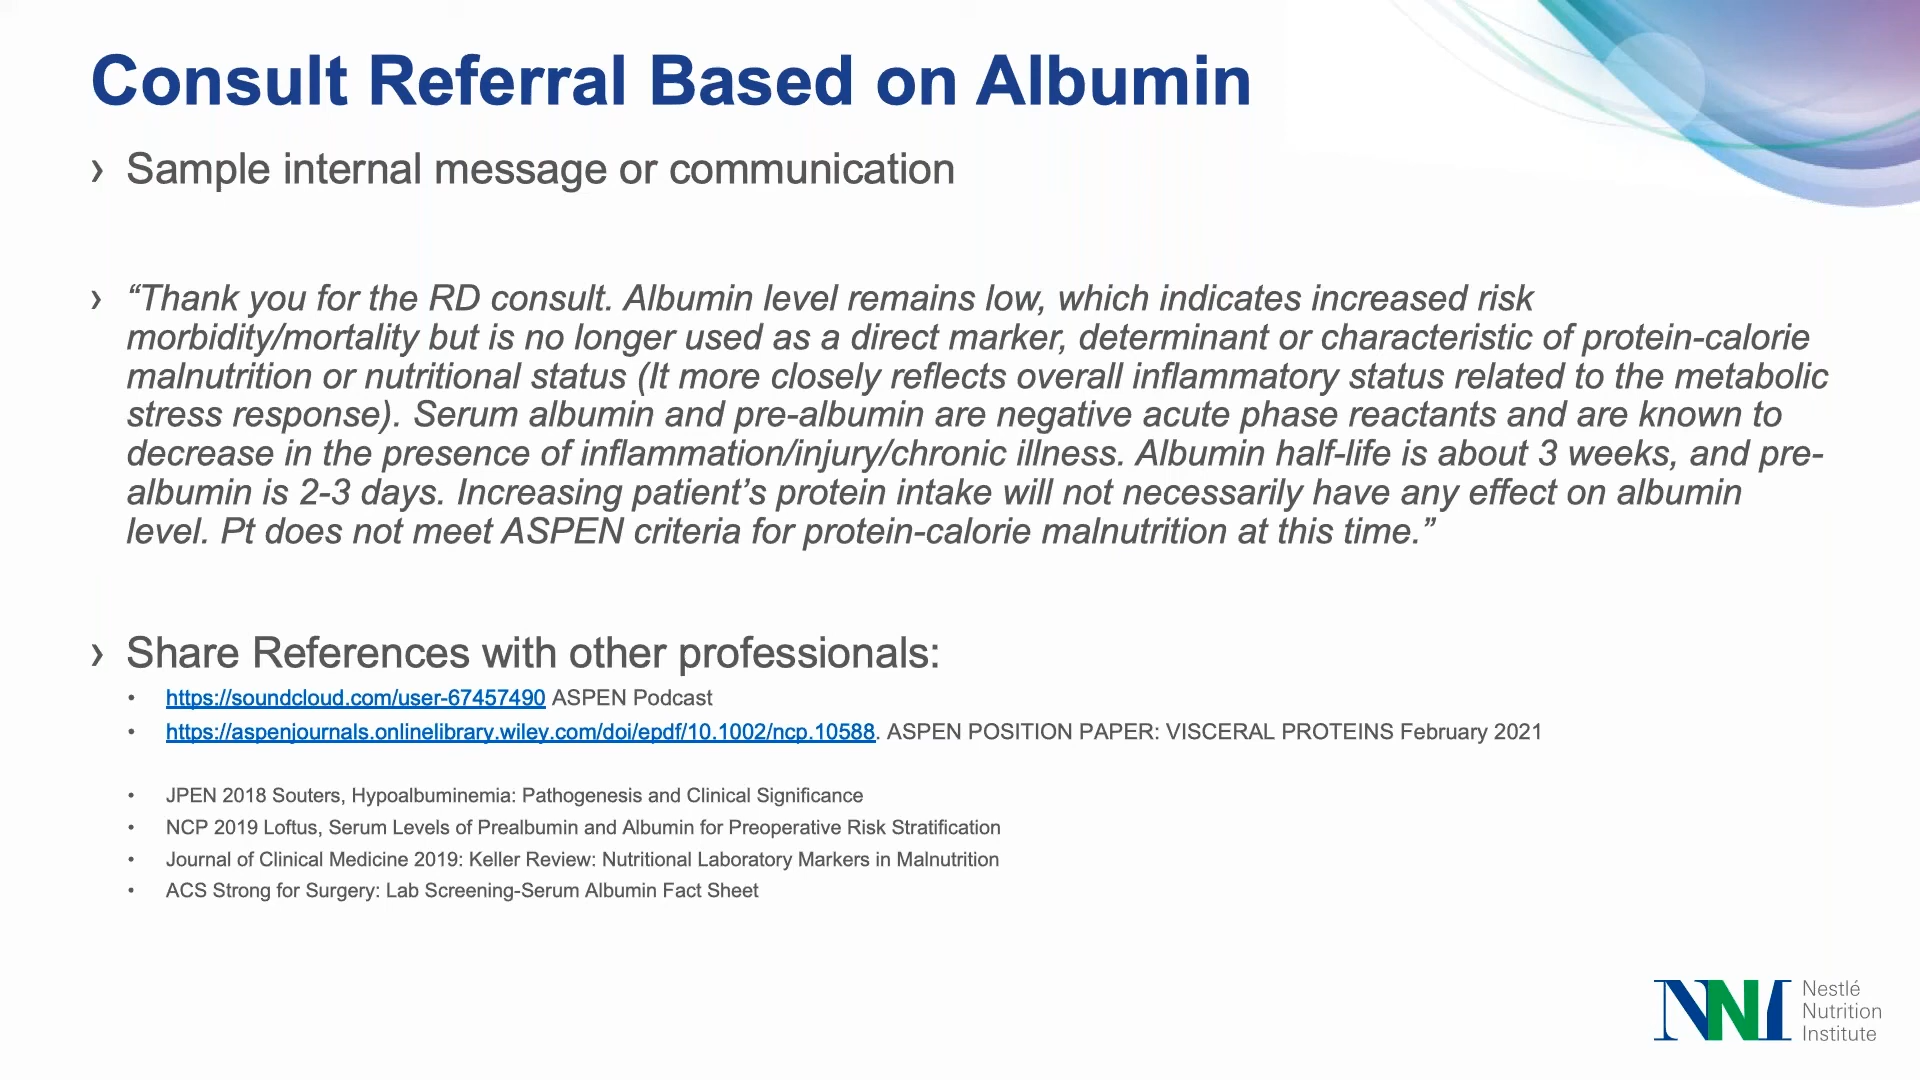 Consult Referral Based on Albumin
› Sample internal message or communication
› “Thank you for the RD consult. Albumin level remains low, which indicates increased risk
morbidity/mortality but is no longer used as a direct marker, determinant or characteristic of protein-calorie
malnutrition or nutritional status (It more closely reflects overall inflammatory status related to the metabolic
stress response). Serum albumin and pre-albumin are negative acute phase reactants and are known to
decrease in the presence of inflammation/injury/chronic illness. Albumin half-life is about 3 weeks, and pre-
albumin is 2-3 days. Increasing patient’s protein intake will not necessarily have any effect on albumin
level. Pt does not meet ASPEN criteria for protein-calorie malnutrition at this time.”
› Share References with other professionals:
• https://soundcloud.com/user-67457490 ASPEN Podcast
• https://aspenjournals.onlinelibrary.wiley.com/doi/epdf/10.1002/ncp.10588. ASPEN POSITION PAPER: VISCERAL PROTEINS February 2021
• JPEN 2018 Souters, Hypoalbuminemia: Pathogenesis and Clinical Significance
• NCP 2019 Loftus, Serum Levels of Prealbumin and Albumin for Preoperative Risk Stratification
• Journal of Clinical Medicine 2019: Keller Review: Nutritional Laboratory Markers in Malnutrition
• ACS Strong for Surgery: Lab Screening-Serum Albumin Fact Sheet
NNI
Nestlé
Nutrition
Institute